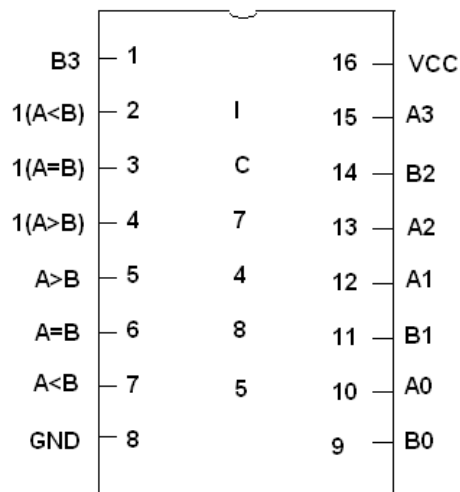 B3 1 16 VCC
1(A<B) 2 I 15 A3
1(A=B) 3 C 14 B2
1(A>B) 4 7 13 A2
A>B 5 4 12 A1
A=B 6 8 11 B1
A<B 7 5 10 A0
GND 8 9 B0